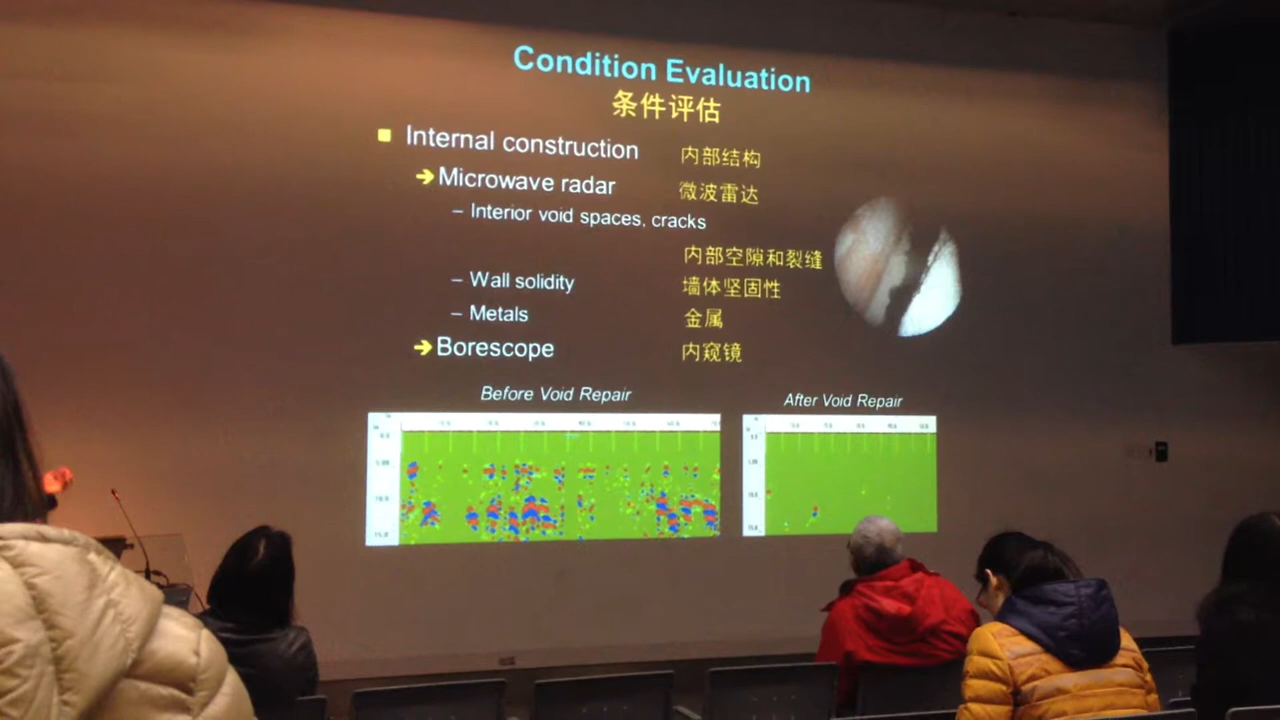 Condition Evaluation
条件评估
Internal construction 内部结构
Microwave radar 微波雷达
– Interior void spaces, cracks
内部空隙和裂缝
– Wall solidity 墙体坚固性
– Metals 金属
Borescope 内窥镜
Before Void Repair
After Void Repair